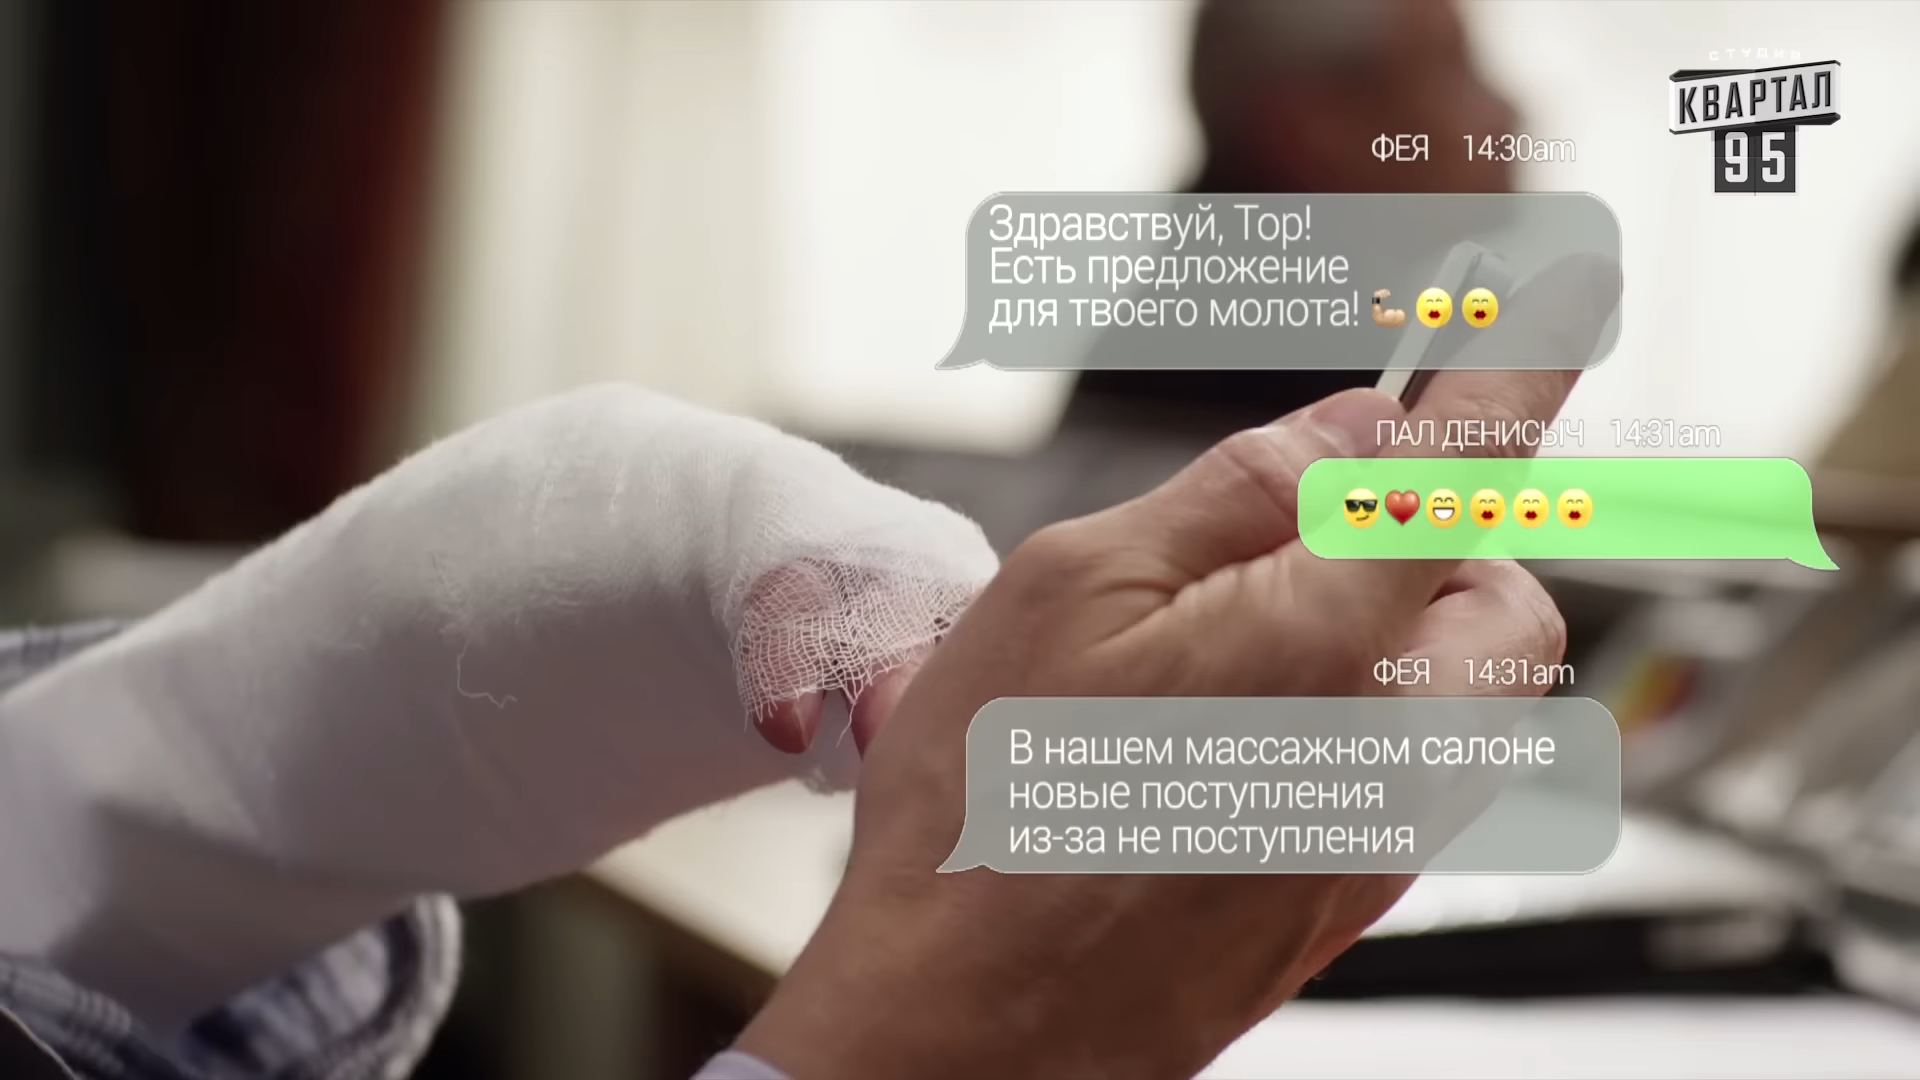 СТУДИЯ
КВАРТАЛ
95
ФЕЯ 14:30am
Здравствуй, Тор!
Есть предложение
для твоего молота! 💪😚😚
ПАЛ ДЕНИСЫЧ 14:31am
😎❤️😁😚😚😚
ФЕЯ 14:31am
В нашем массажном салоне
новые поступления
из-за не поступления